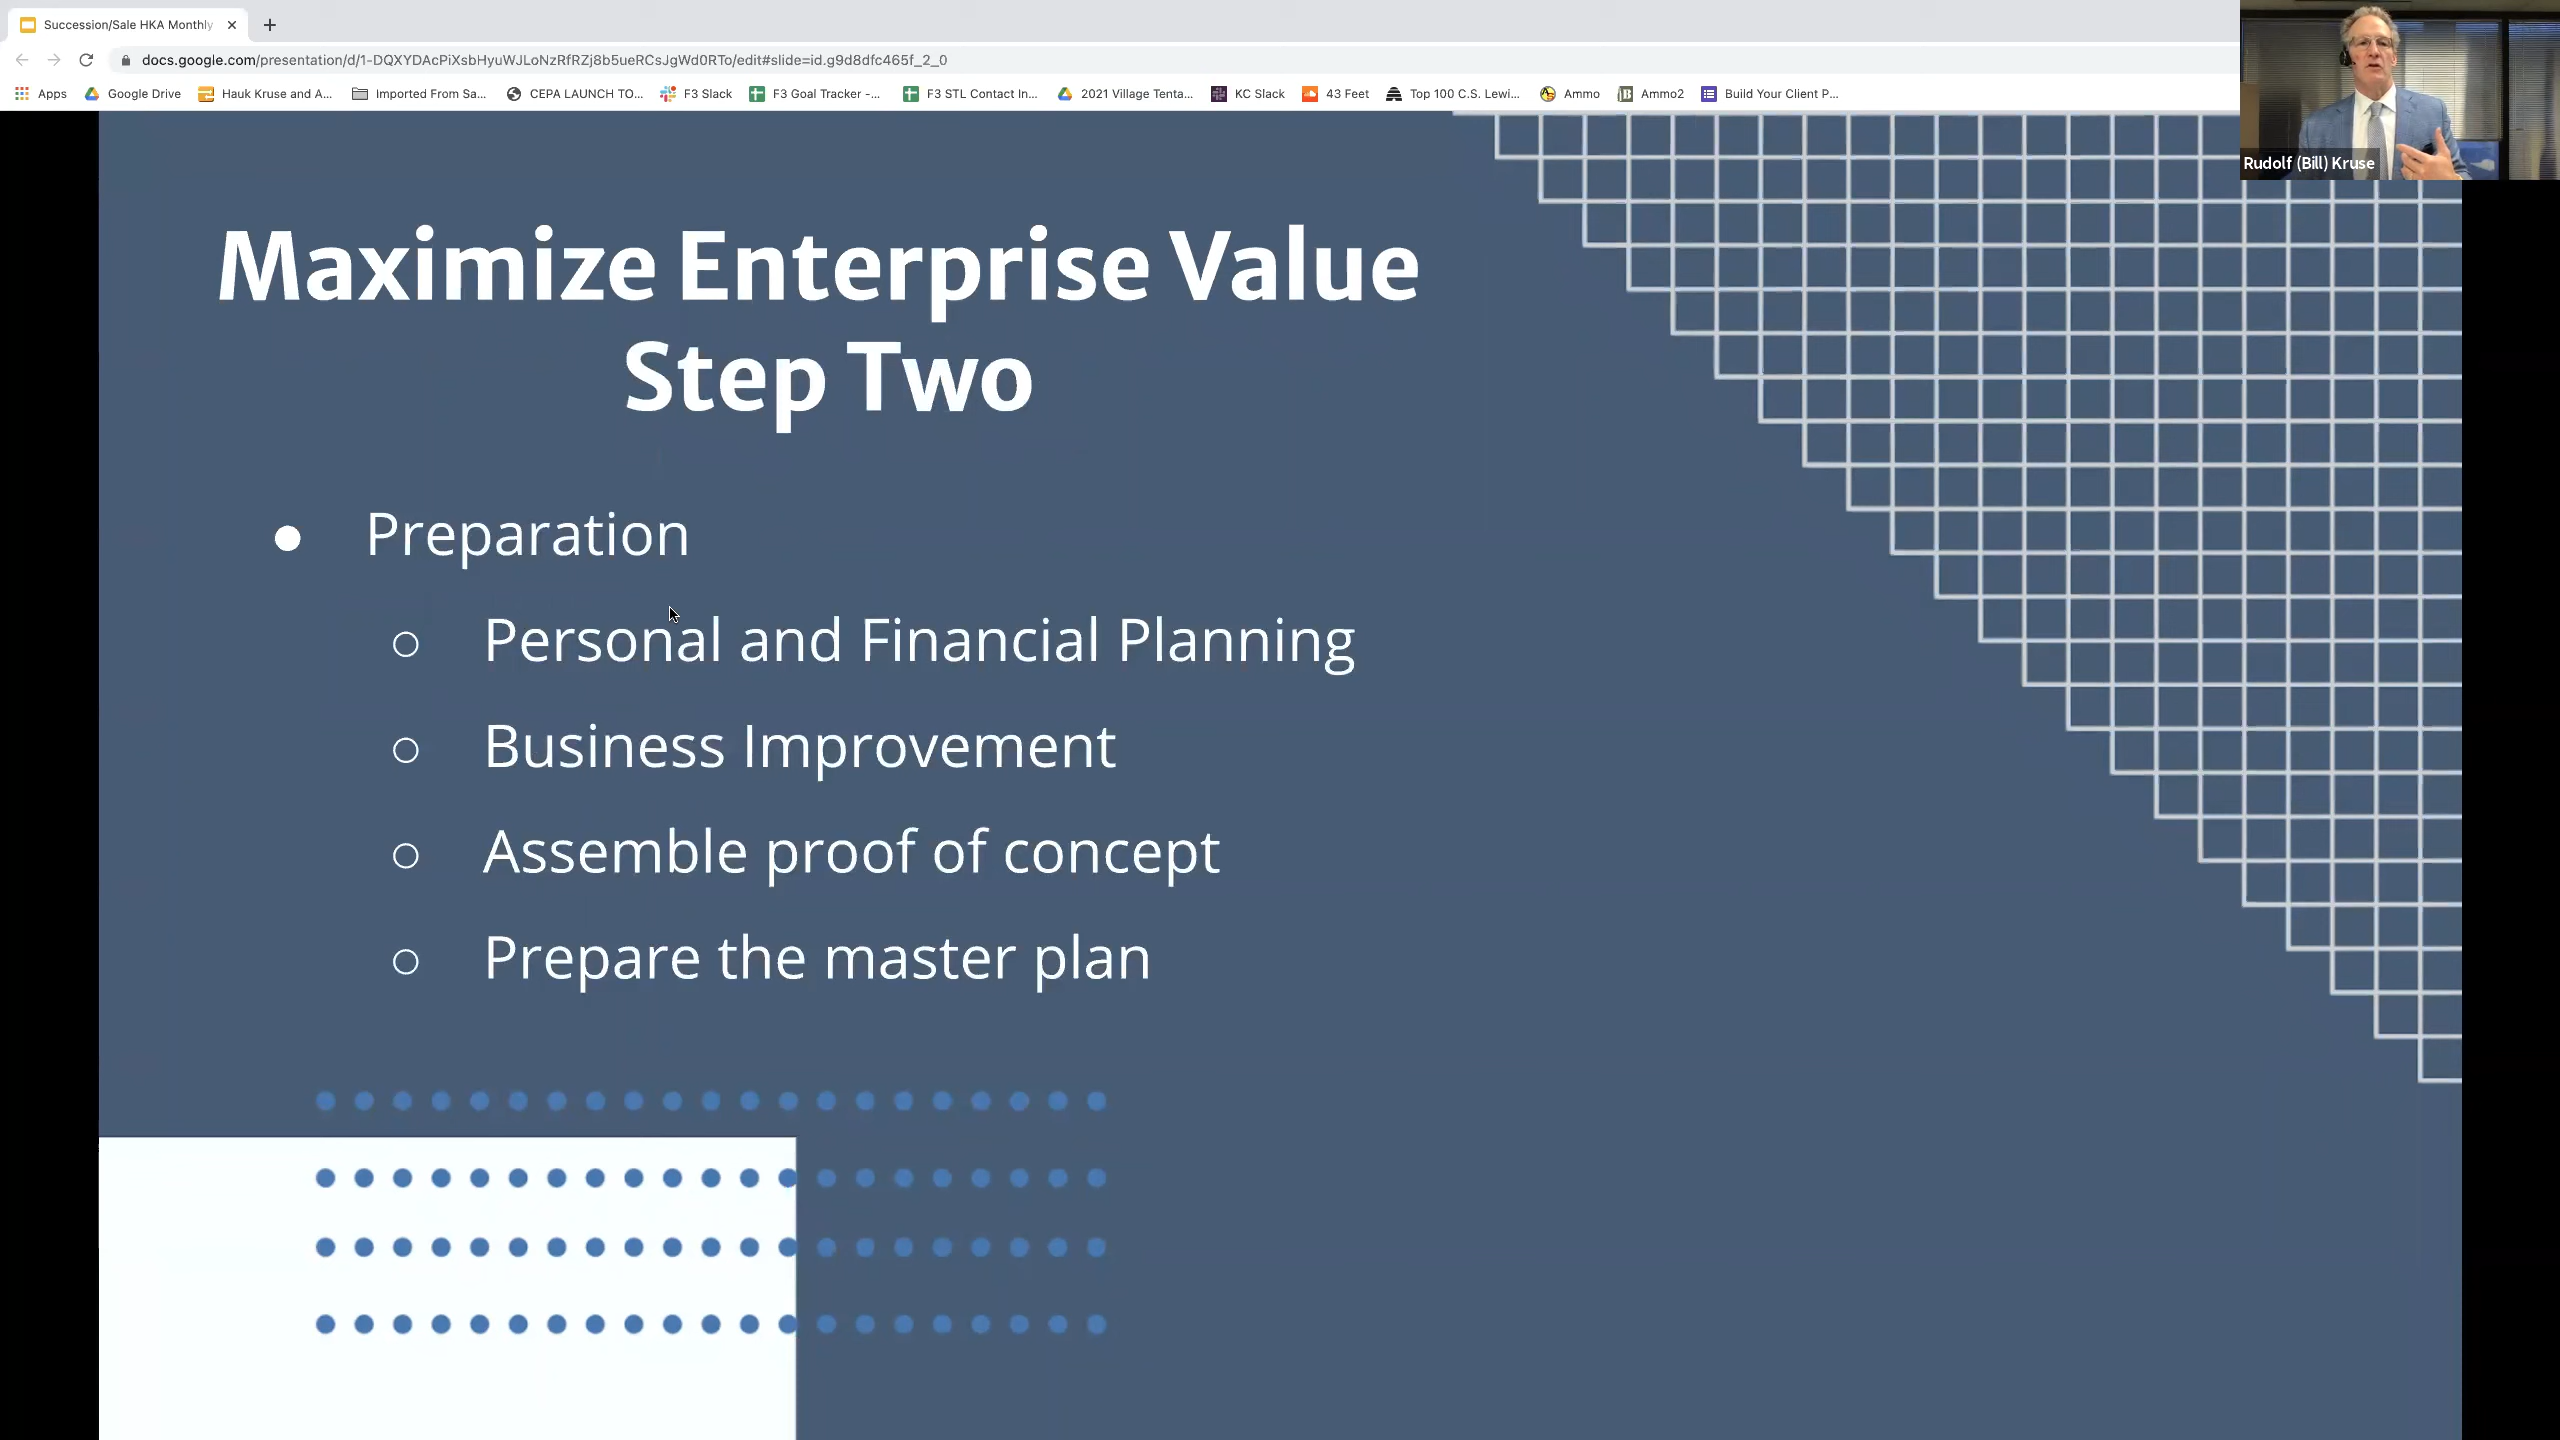 Succession/Sale HKA Monthly
docs.google.com/presentation/d/1-DQXYDAcPiXsbHyuWJLoNzRfRZj8b5ueRCsJgWd0RTo/edit#slide=id.g9d8dfc465f_2_0
Apps Google Drive Hauk Kruse and A... Imported From Sa... CEPA LAUNCH TO... F3 Slack F3 Goal Tracker -... F3 STL Contact In... 2021 Village Tenta... KC Slack 43 Feet Top 100 C.S. Lewi... Ammo Ammo2 Build Your Client P...
Rudolf (Bill) Kruse
Maximize Enterprise Value
Step Two
● Preparation
○ Personal and Financial Planning
○ Business Improvement
○ Assemble proof of concept
○ Prepare the master plan